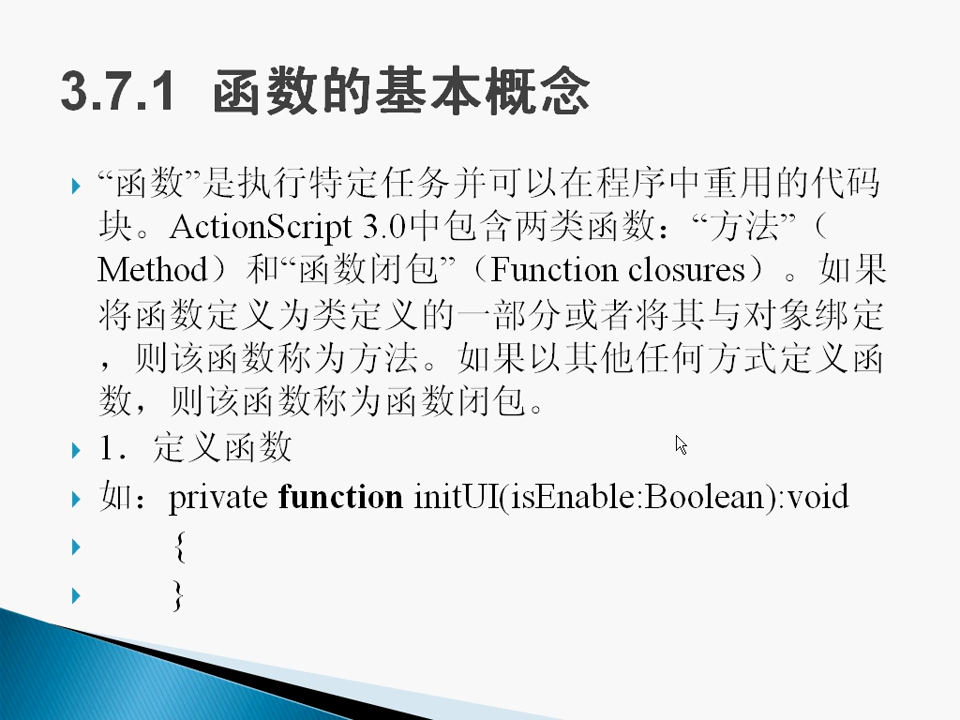 3.7.1 函数的基本概念
“函数”是执行特定任务并可以在程序中重用的代码
块。ActionScript 3.0中包含两类函数：“方法”（
Method）和“函数闭包”（Function closures）。如果
将函数定义为类定义的一部分或者将其与对象绑定
，则该函数称为方法。如果以其他任何方式定义函
数，则该函数称为函数闭包。
1．定义函数
如：private function initUI(isEnable:Boolean):void
{
}